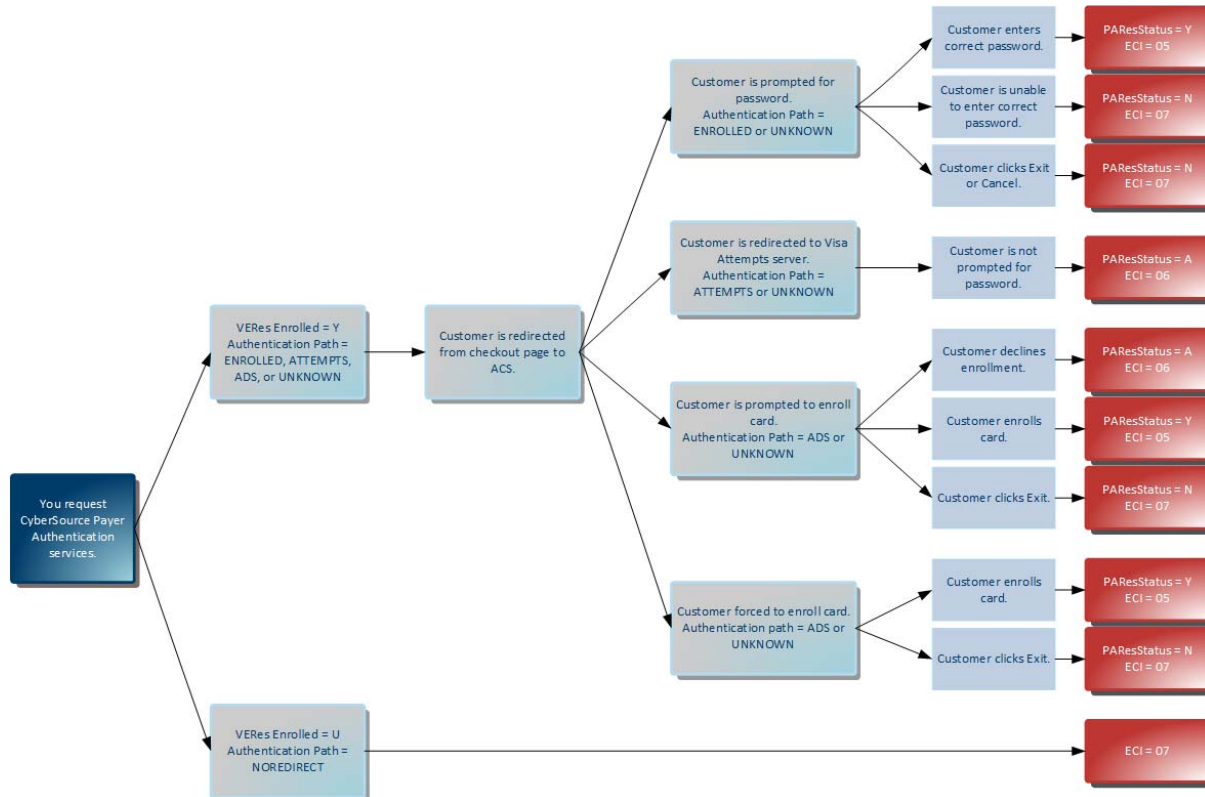 You request
CyberSource Payer
Authentication
services.
VERes Enrolled = Y
Authentication Path =
ENROLLED, ATTEMPTS,
ADS, or UNKNOWN
Customer is redirected
from checkout page to
ACS.
Customer is prompted for
password.
Authentication Path =
ENROLLED or UNKNOWN
Customer enters
correct password.
PAResStatus = Y
ECI = 05
Customer is unable
to enter correct
password.
PAResStatus = N
ECI = 07
Customer clicks Exit
or Cancel.
PAResStatus = N
ECI = 07
Customer is redirected to Visa
Attempts server.
Authentication Path =
ATTEMPTS or UNKNOWN
Customer is not
prompted for
password.
PAResStatus = A
ECI = 06
Customer is prompted to enroll
card.
Authentication Path = ADS or
UNKNOWN
Customer declines
enrollment.
PAResStatus = A
ECI = 06
Customer enrolls
card.
PAResStatus = Y
ECI = 05
Customer clicks Exit.
PAResStatus = N
ECI = 07
Customer forced to enroll card.
Authentication path = ADS or
UNKNOWN
Customer enrolls
card.
PAResStatus = Y
ECI = 05
Customer clicks Exit.
PAResStatus = N
ECI = 07
VERes Enrolled = U
Authentication Path =
NOREDIRECT
ECI = 07